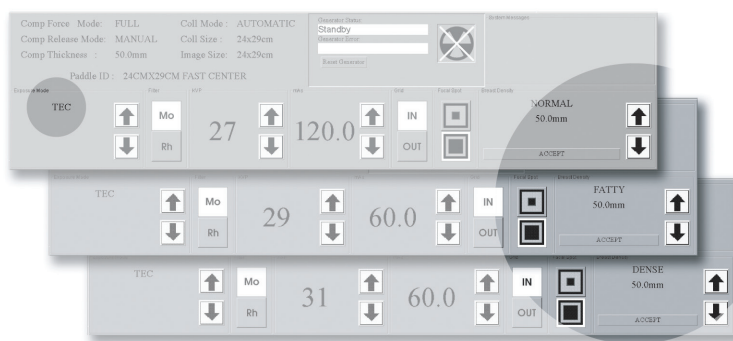 Comp Force Mode: FULL Coll Mode : AUTOMATIC
Comp Release Mode: MANUAL Coll Size : 24x29cm
Comp Thickness : 50.0mm Image Size: 24x29cm
Paddle ID : 24CMX29CM FAST CENTER
Generator Status
Standby
Generator Error
Reset Generator
System Messages
Exposure Mode Filter KVP mAs Grid Focal Spot Breast Density
TEC Mo Rh 27 120.0 IN OUT NORMAL
50.0mm
ACCEPT
Focal Spot Breast Density
TEC Mo Rh 29 60.0 IN OUT FATTY
50.0mm
ACCEPT
TEC Mo Rh 31 60.0 IN OUT DENSE
50.0mm
ACCEPT